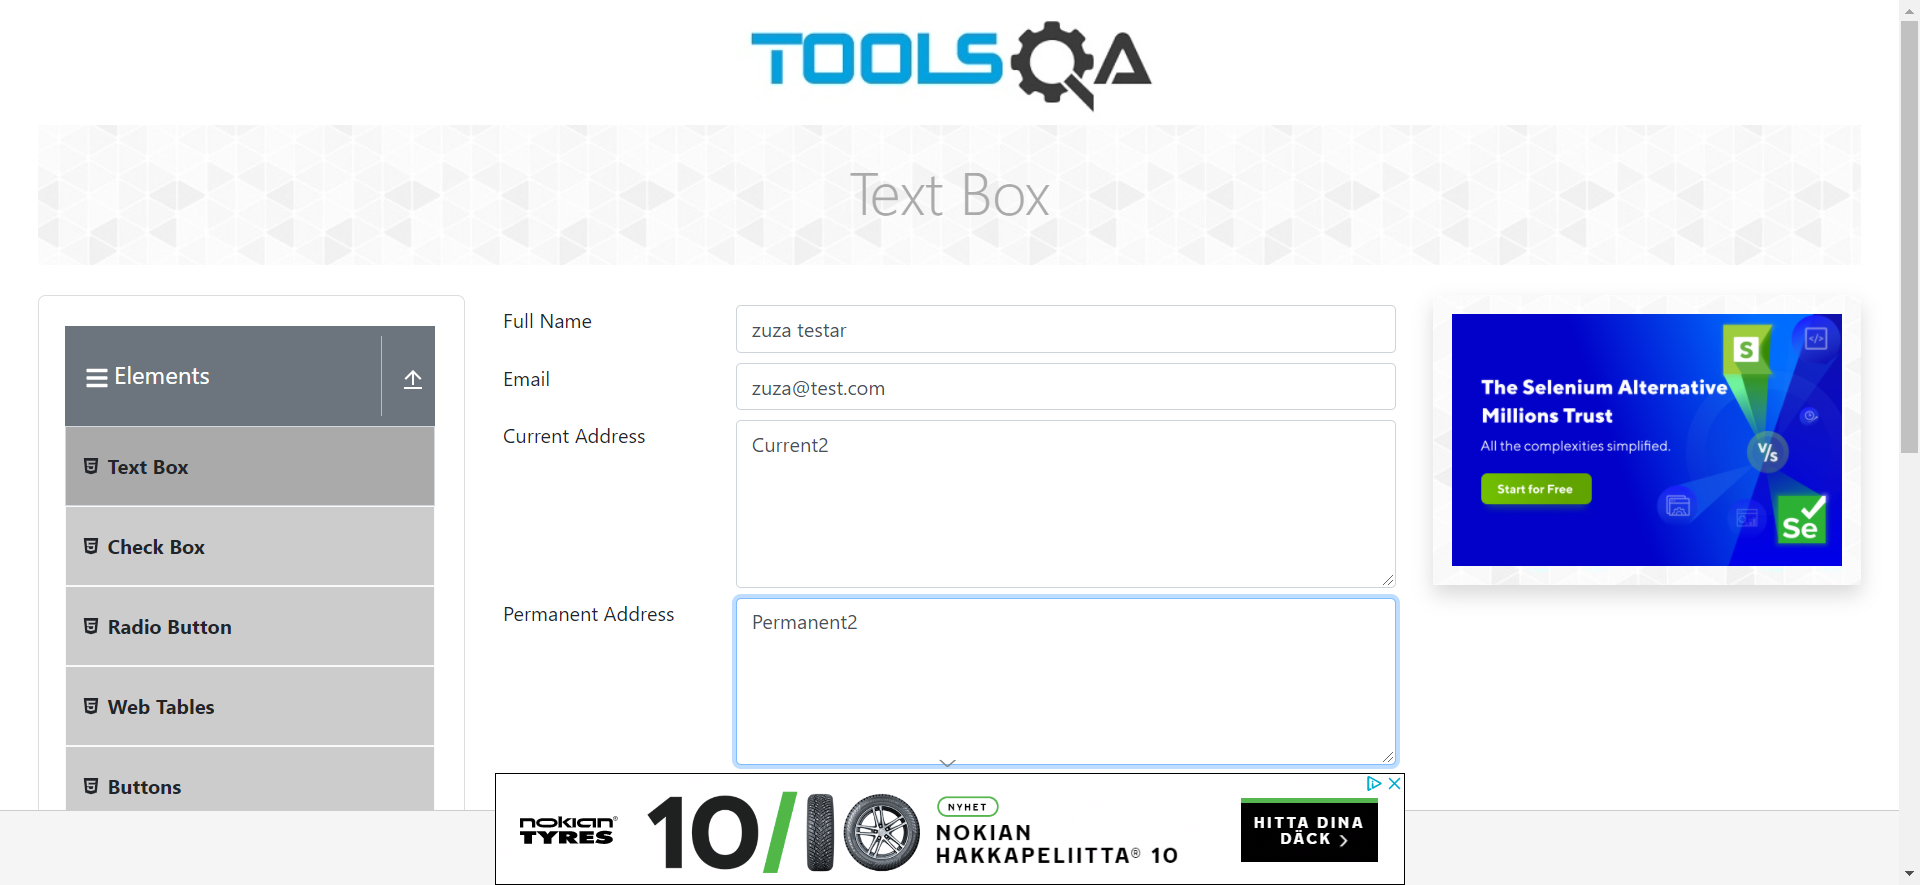 TOOLSQA
Text Box
Elements
Text Box
Check Box
Radio Button
Web Tables
Buttons
Full Name
zuza testar
Email
zuza@test.com
Current Address
Current2
Permanent Address
Permanent2
The Selenium Alternative
Millions Trust
All the complexities simplified.
Start for Free
S
</>
V/s
Se
nokian®
TYRES
10/
NYHET
NOKIAN
HAKKAPELIITTA® 10
HITTA DINA
DÄCK >